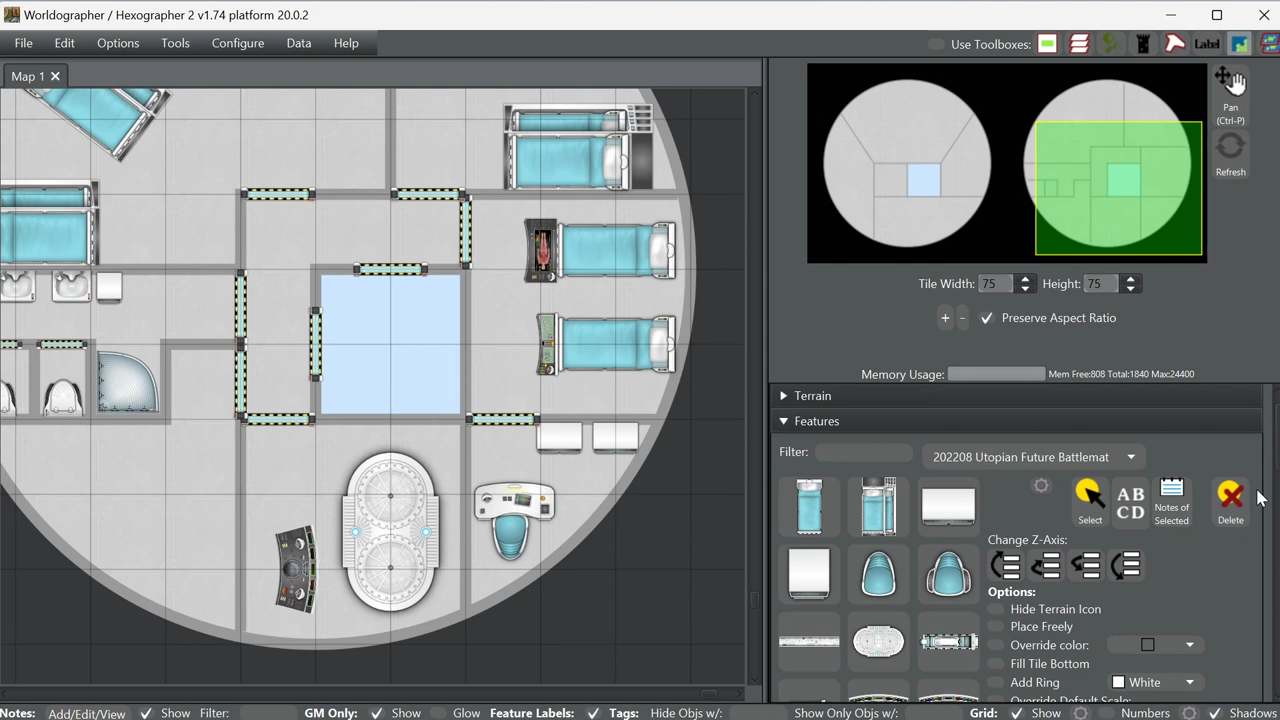 Worldographer / Hexographer 2 v1.74 platform 20.0.2
File Edit Options Tools Configure Data Help
Use Toolboxes: Label
Map 1
Pan
(Ctrl-P)
Refresh
Tile Width: 75 Height: 75
+ - Preserve Aspect Ratio
Memory Usage: Mem Free:808 Total:1840 Max:24400
Terrain
Features
Filter: 202208 Utopian Future Battlemat
AB
CD
Select
Notes of
Selected
Delete
Change Z-Axis:
Options:
Hide Terrain Icon
Place Freely
Override color:
Fill Tile Bottom
Add Ring White
Override Default Scale:
Notes: Add/Edit/View Show Filter: GM Only: Show Glow Feature Labels: Tags: Hide Objs w/: Show Only Objs w/: Grid: Show Numbers Shadows